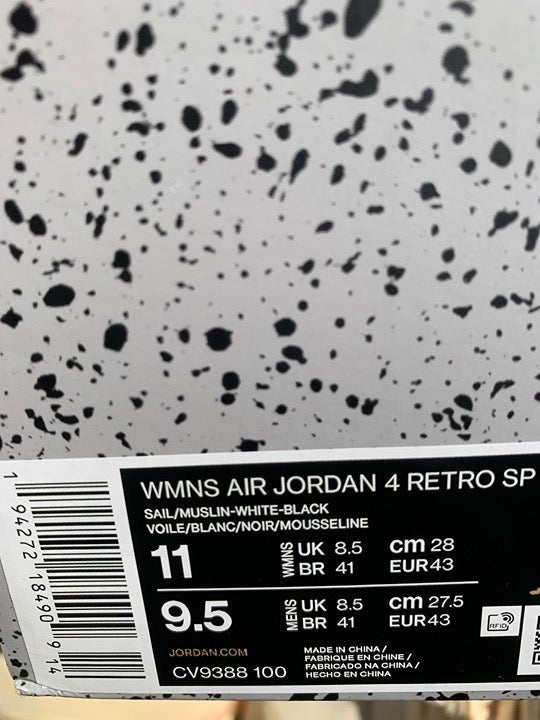 WMNS AIR JORDAN 4 RETRO SP
SAIL/MUSLIN-WHITE-BLACK
VOILE/BLANC/NOIR/MOUSSELINE
11 WMNS UK 8.5 cm 28
BR 41 EUR 43
9.5 MENS UK 8.5 cm 27.5
BR 41 EUR 43
RFID
JORDAN.COM
CV9388 100
MADE IN CHINA /
FABRIQUE EN CHINE /
FABRICADO NA CHINA /
HECHO EN CHINA
1 94272 18490 9 14